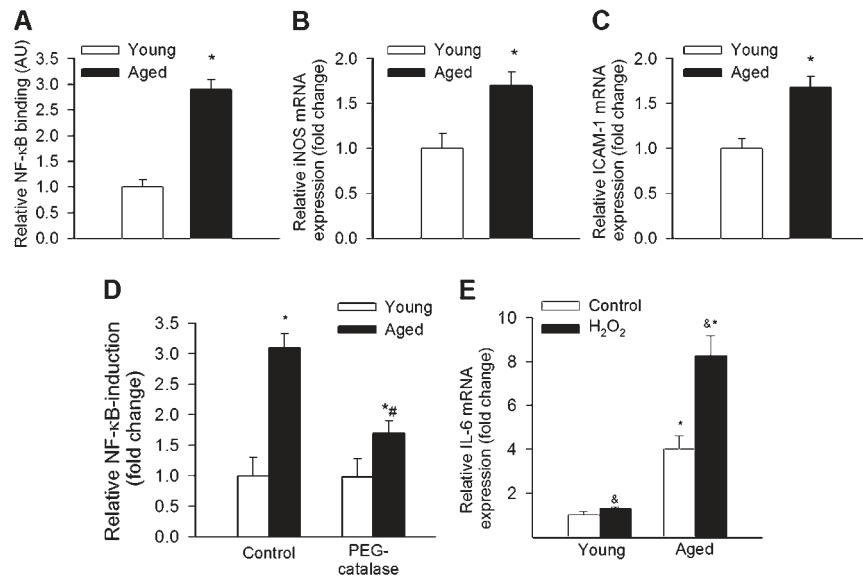 A
Young
Aged
Relative NF-κB binding (AU)
3.5
3.0
2.5
2.0
1.5
1.0
0.5
0.0
*
B
Young
Aged
Relative iNOS mRNA
expression (fold change)
2.0
1.5
1.0
0.5
0.0
*
C
Young
Aged
Relative ICAM-1 mRNA
expression (fold change)
2.0
1.5
1.0
0.5
0.0
*
D
Young
Aged
Relative NF-κB-induction
(fold change)
3.5
3.0
2.5
2.0
1.5
1.0
0.5
0.0
*
*#
Control
PEG-
catalase
E
Control
H₂O₂
Relative IL-6 mRNA
expression (fold change)
10
8
6
4
2
&
*
&*
Young
Aged